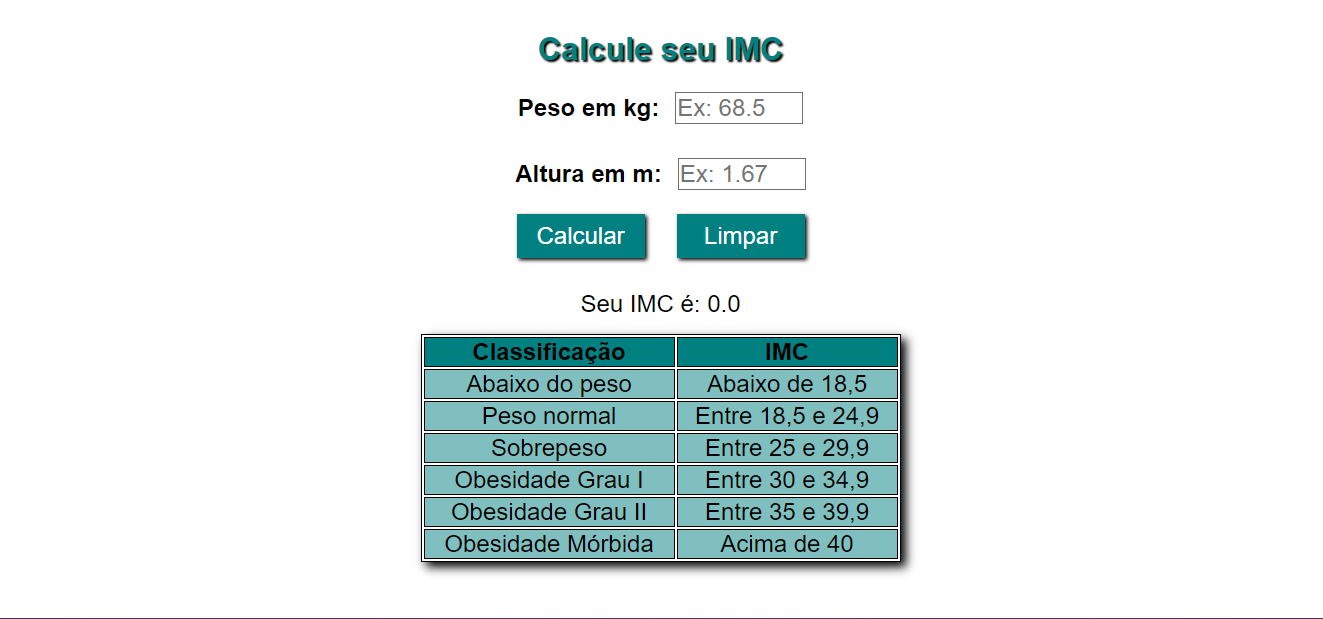 Calcule seu IMC
Peso em kg: Ex: 68.5
Altura em m: Ex: 1.67
Calcular Limpar
Seu IMC é: 0.0
Classificação IMC
Abaixo do peso Abaixo de 18,5
Peso normal Entre 18,5 e 24,9
Sobrepeso Entre 25 e 29,9
Obesidade Grau I Entre 30 e 34,9
Obesidade Grau II Entre 35 e 39,9
Obesidade Mórbida Acima de 40